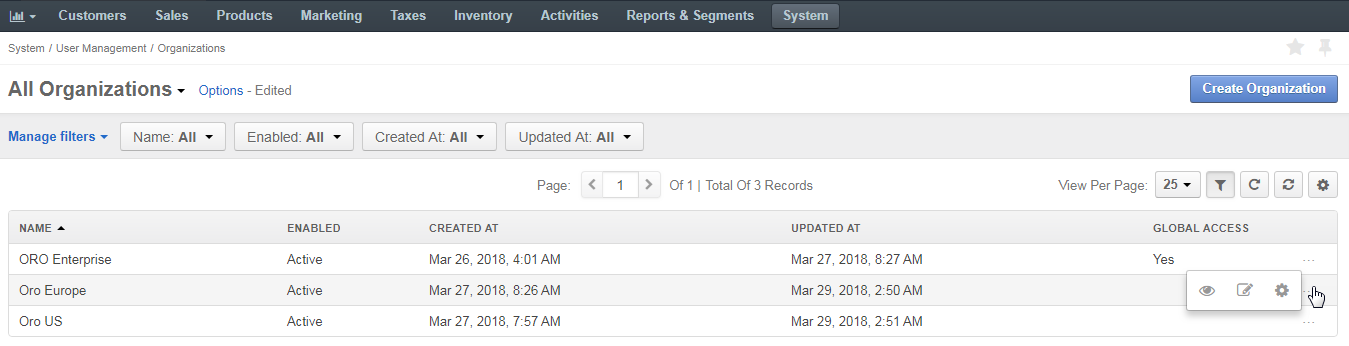 Customers Sales Products Marketing Taxes Inventory Activities Reports & Segments System
System / User Management / Organizations
All Organizations Options - Edited Create Organization
Manage filters Name: All Enabled: All Created At: All Updated At: All
Page: 1 Of 1 | Total Of 3 Records View Per Page: 25
NAME ENABLED CREATED AT UPDATED AT GLOBAL ACCESS
ORO Enterprise Active Mar 26, 2018, 4:01 AM Mar 27, 2018, 8:27 AM Yes ...
Oro Europe Active Mar 27, 2018, 8:26 AM Mar 29, 2018, 2:50 AM ...
Oro US Active Mar 27, 2018, 7:57 AM Mar 29, 2018, 2:51 AM ...